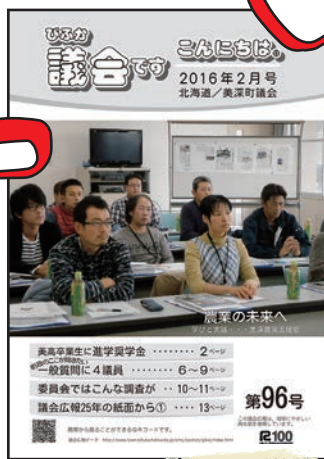 びふか
議会です
こんにちは。
2016年2月号
北海道／美深町議会
農業の未来へ
美高卒業生に進学奨学金 ········ 2ページ
一般質問に4議員 ········ 6～9ページ
委員会ではこんな調査が ·· 10～11ページ
議会広報25年の紙面から① ···· 13ページ
第96号
R100